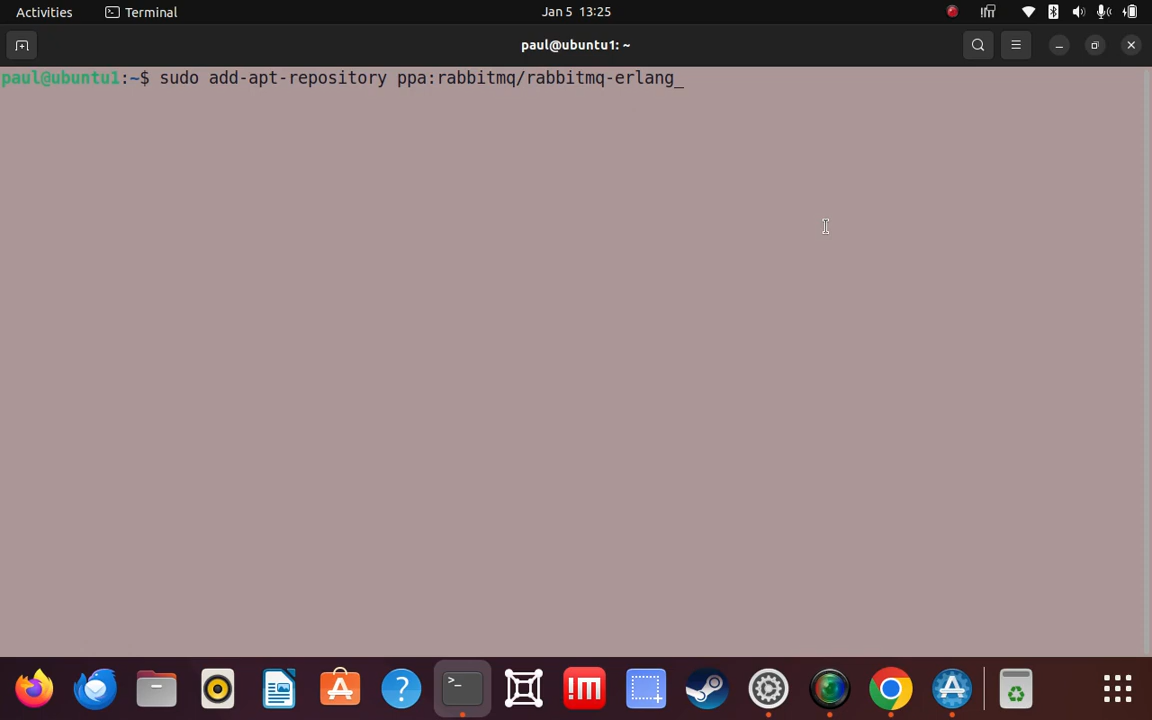 Activities Terminal Jan 5 13:25
paul@ubuntu1: ~
paul@ubuntu1:~$ sudo add-apt-repository ppa:rabbitmq/rabbitmq-erlang_